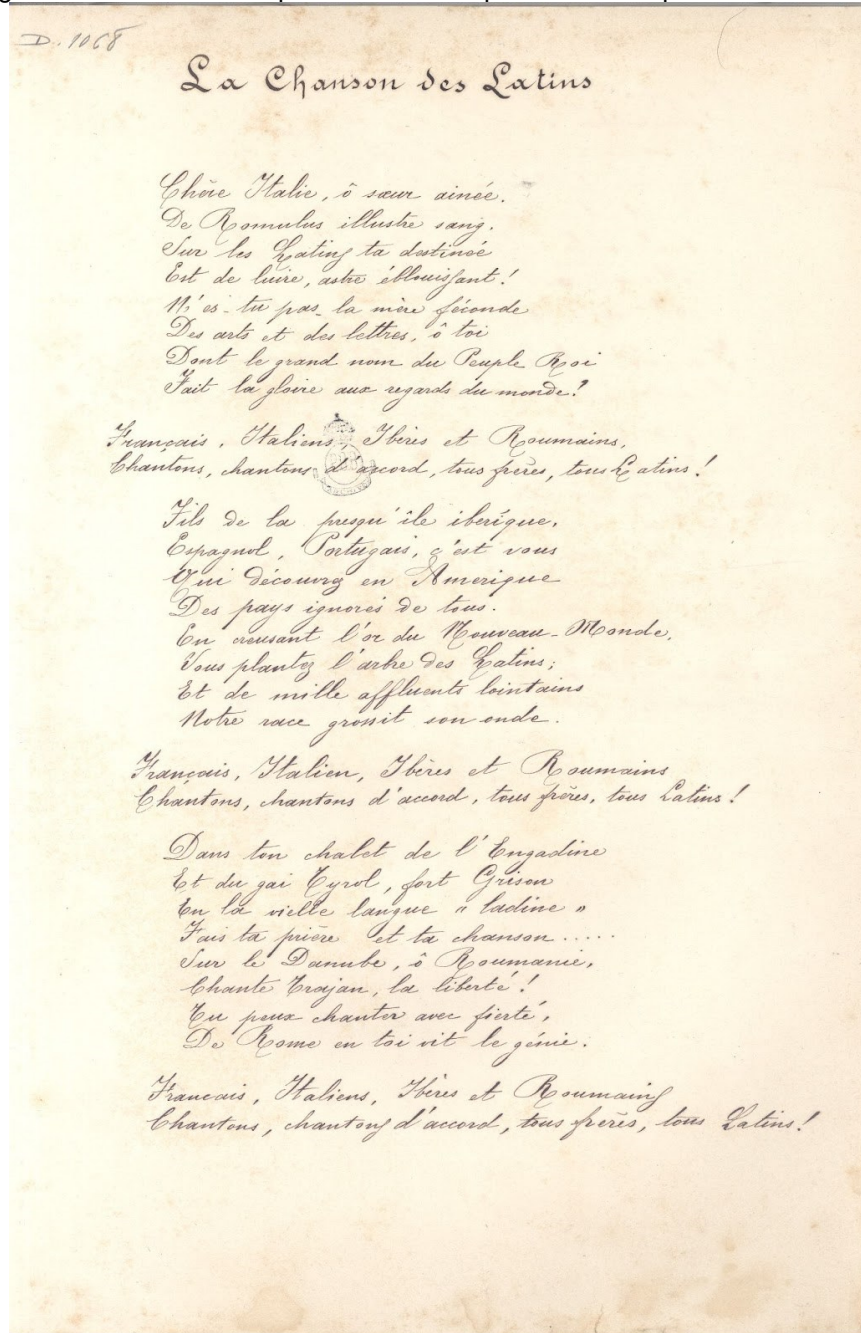 D. 1068
La Chanson des Latins
Chère Italie, ô sœur ainée.
De Romulus illustre sang.
Sur les Latins ta destinée
Est de luire, astre éblouissant!
N'es-tu pas la mère féconde
Des arts et des lettres, ô toi
Dont le grand nom du Peuple Roi
Fait la gloire aux regards du monde?
Français, Italiens, Ibères et Roumains,
Chantons, chantons d'accord, tous frères, tous Latins!
Fils de la presqu'île iberique,
Espagnol, Portugais, c'est vous
Qui découvrez en Amerique
Des pays ignorés de tous.
En creusant l'or du Nouveau-Monde,
Vous plantez l'arbre des Latins;
Et de mille affluents lointains
Notre race grossit son onde.
Français, Italien, Ibères et Roumains
Chantons, chantons d'accord, tous frères, tous Latins!
Dans ton chalet de l'Engadine
Et du gai Tyrol, fort Grison
En la vielle langue " ladine "
Fais ta prière et ta chanson.....
Sur le Danube, ô Roumanie,
Chante Trajan, la liberté!
Tu peux chanter avec fierté,
De Rome en toi vit le génie.
Francais, Italiens, Ibères et Roumains
Chantons, chantons d'accord, tous frères, tous Latins!